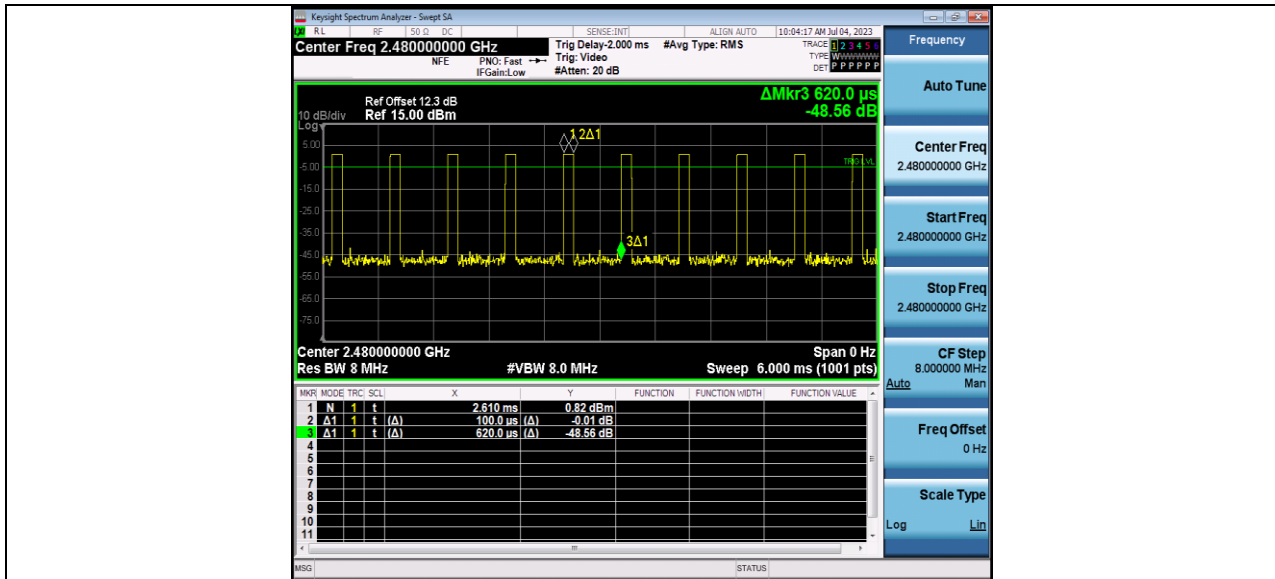 Keysight Spectrum Analyzer - Swept SA
RL RF 50 Ω DC SENSE:INT ALIGN AUTO 10:04:17 AM Jul 04, 2023
Center Freq 2.480000000 GHz
NFE PNO: Fast IFGain:Low
Trig Delay-2.000 ms #Avg Type: RMS
Trig: Video
#Atten: 20 dB
TRACE 1 2 3 4 5 6
TYPE WWWWWW
DET P P P P P P
Frequency
ΔMkr3 620.0 µs
-48.56 dB
Ref Offset 12.3 dB
10 dB/div Ref 15.00 dBm
Log
1 2Δ1
5.00
TRIG LVL
-5.00
-15.0
-25.0
-35.0
3Δ1
-45.0
-55.0
-65.0
-75.0
Center 2.480000000 GHz Span 0 Hz
Res BW 8 MHz #VBW 8.0 MHz Sweep 6.000 ms (1001 pts)
MKR MODE TRC SCL X Y FUNCTION FUNCTION WIDTH FUNCTION VALUE
1 N 1 t 2.610 ms 0.82 dBm
2 Δ1 1 t (Δ) 100.0 µs (Δ) -0.01 dB
3 Δ1 1 t (Δ) 620.0 µs (Δ) -48.56 dB
4
5
6
7
8
9
10
11
MSG STATUS
Auto Tune
Center Freq
2.480000000 GHz
Start Freq
2.480000000 GHz
Stop Freq
2.480000000 GHz
CF Step
8.000000 MHz
Auto Man
Freq Offset
0 Hz
Scale Type
Log Lin